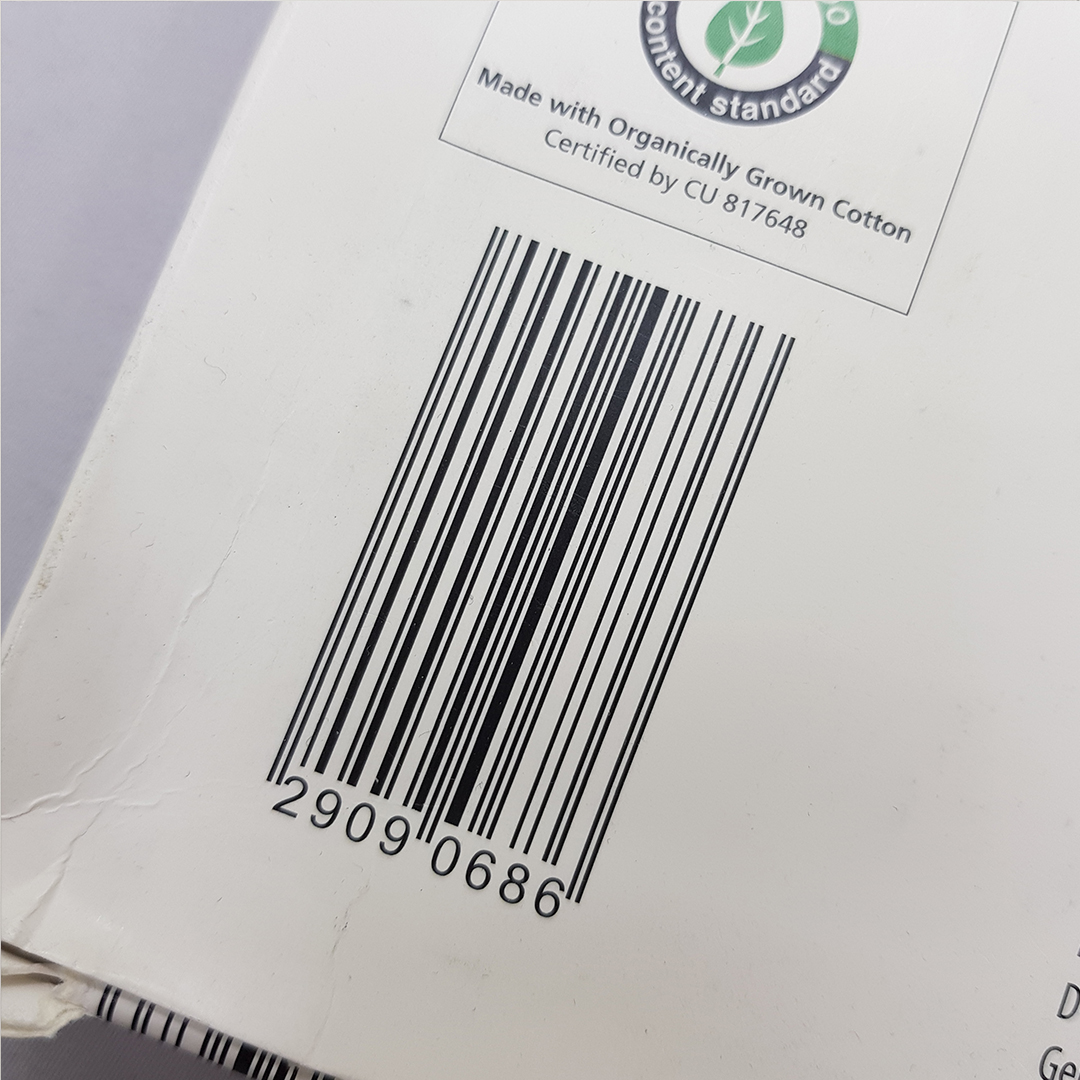 content standard
Made with Organically Grown Cotton
Certified by CU 817648
2909 0686